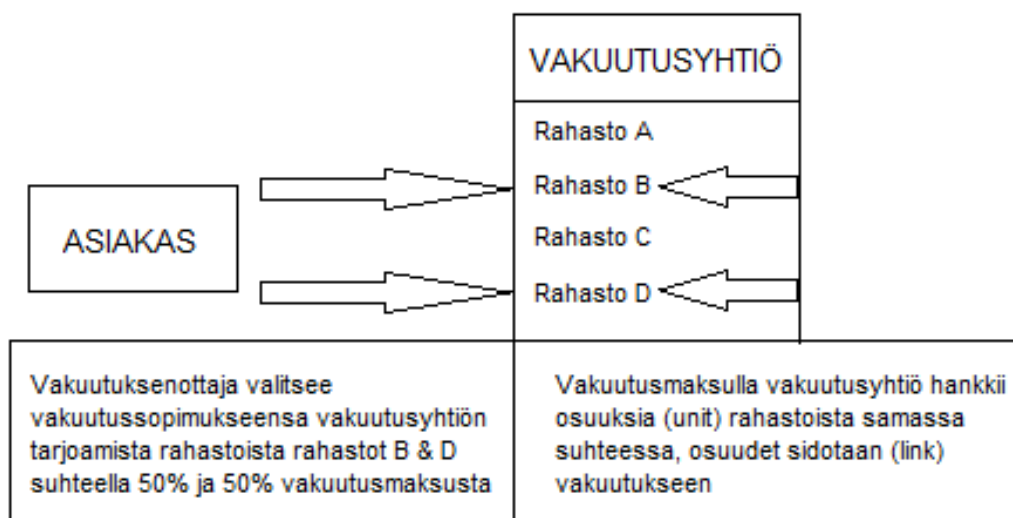 VAKUUTUSYHTIÖ
Rahasto A
Rahasto B
Rahasto C
Rahasto D
ASIAKAS
Vakuutuksenottaja valitsee
vakuutussopimukseensa vakuutusyhtiön
tarjoamista rahastoista rahastot B & D
suhteella 50% ja 50% vakuutusmaksusta
Vakuutusmaksulla vakuutusyhtiö hankkii
osuuksia (unit) rahastoista samassa
suhteessa, osuudet sidotaan (link)
vakuutukseen